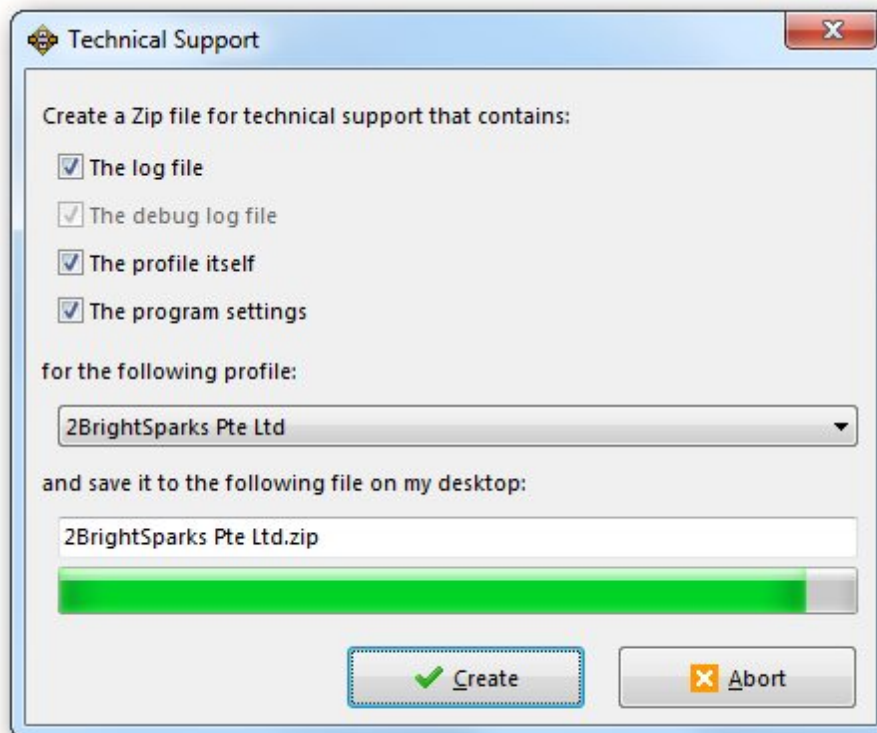 Technical Support
Create a Zip file for technical support that contains:
The log file
The debug log file
The profile itself
The program settings
for the following profile:
2BrightSparks Pte Ltd
and save it to the following file on my desktop:
2BrightSparks Pte Ltd.zip
Create
Abort